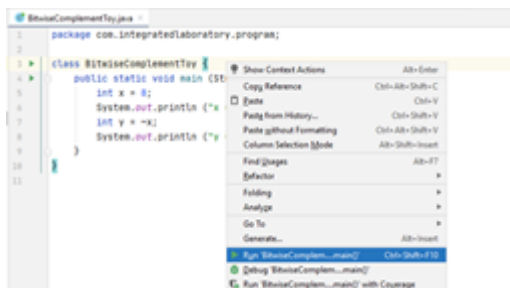 BitwiseComplementToy.java
1 package com.integratedlaboratory.program;
2
3 class BitwiseComplementToy {
4 public static void main (St
5 int x = 8;
6 System.out.println ("x
7 int y = ~x;
8 System.out.println ("y
9 }
10 }
11
Show Context Actions Alt+Enter
Copy Reference Ctrl+Alt+Shift+C
Paste Ctrl+V
Paste from History... Ctrl+Shift+V
Paste without Formatting Ctrl+Alt+Shift+V
Column Selection Mode Alt+Shift+Insert
Find Usages Alt+F7
Refactor
Folding
Analyze
Go To
Generate... Alt+Insert
Run 'BitwiseComplem....main()' Ctrl+Shift+F10
Debug 'BitwiseComplem....main()'
Run 'BitwiseComplem....main()' with Coverage